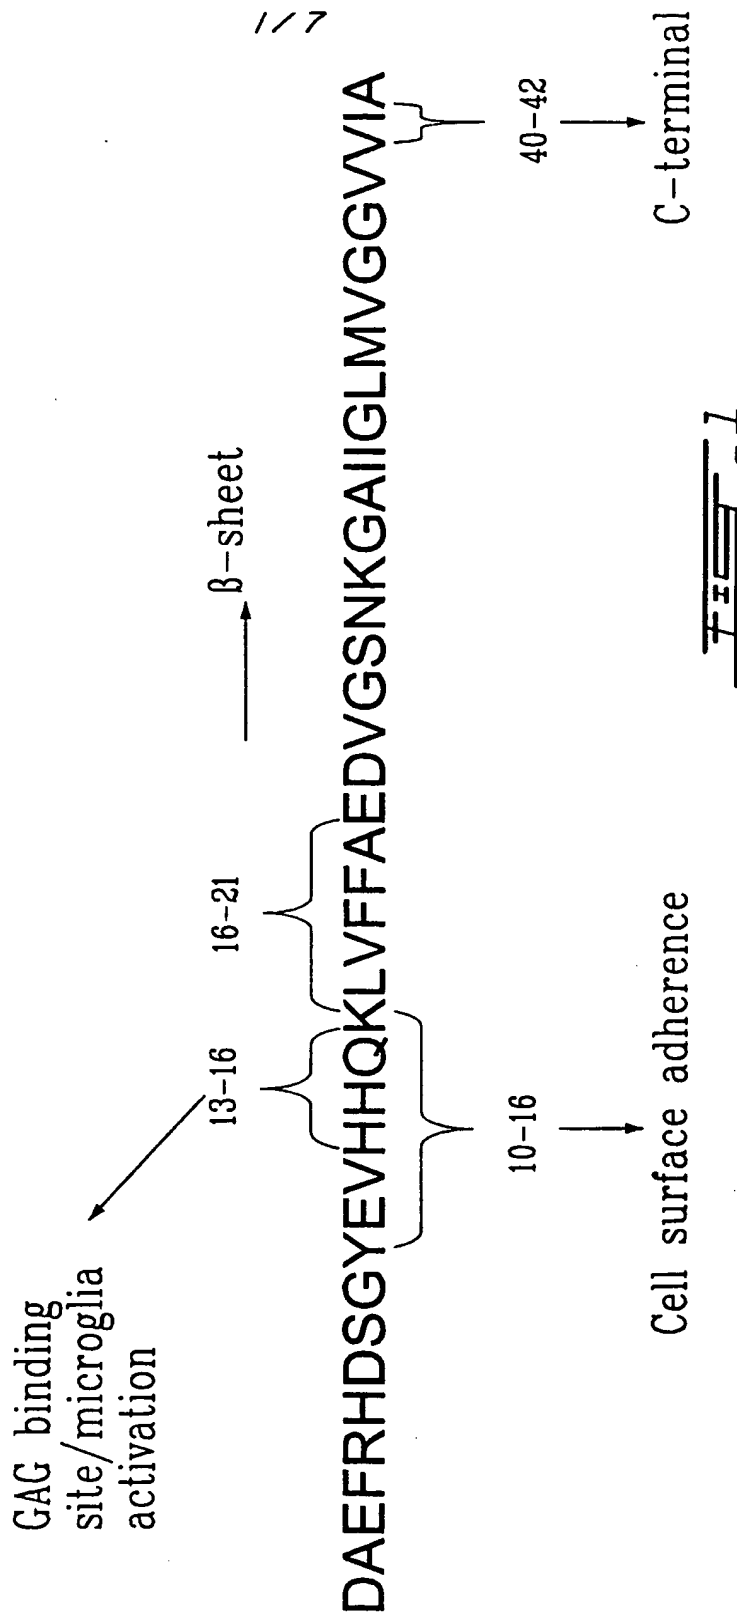 1/7
GAG binding
site/microglia
activation
13-16
16-21
β-sheet
DAEFRHDSGYEVHHQKLVFFAEDVGSNKGAIIGLMVGGVVIA
10-16
40-42
Cell surface adherence
C-terminal
FIG-1